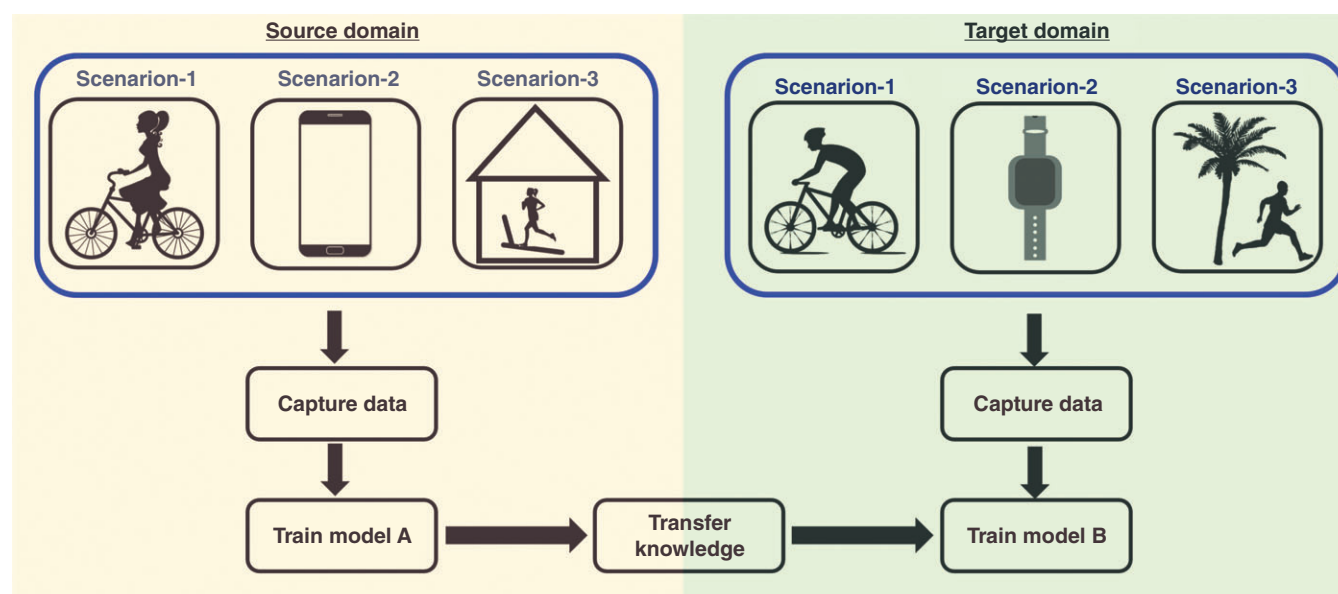 Source domain
Scenarion-1
Scenarion-2
Scenarion-3
Capture data
Train model A
Transfer
knowledge
Target domain
Scenarion-1
Scenarion-2
Scenarion-3
Capture data
Train model B